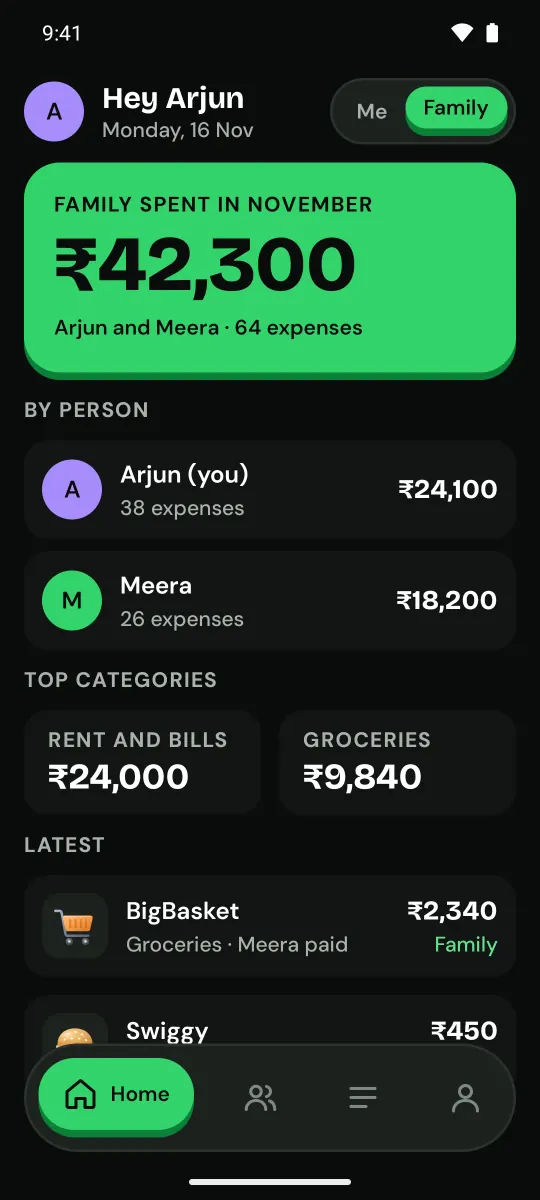 9:41
A
Hey Arjun
Monday, 16 Nov
Me
Family
FAMILY SPENT IN NOVEMBER
₹42,300
Arjun and Meera · 64 expenses
BY PERSON
A
Arjun (you)
38 expenses
₹24,100
M
Meera
26 expenses
₹18,200
TOP CATEGORIES
RENT AND BILLS
₹24,000
GROCERIES
₹9,840
LATEST
BigBasket
₹2,340
Groceries · Meera paid
Family
Swiggy
₹450
Home